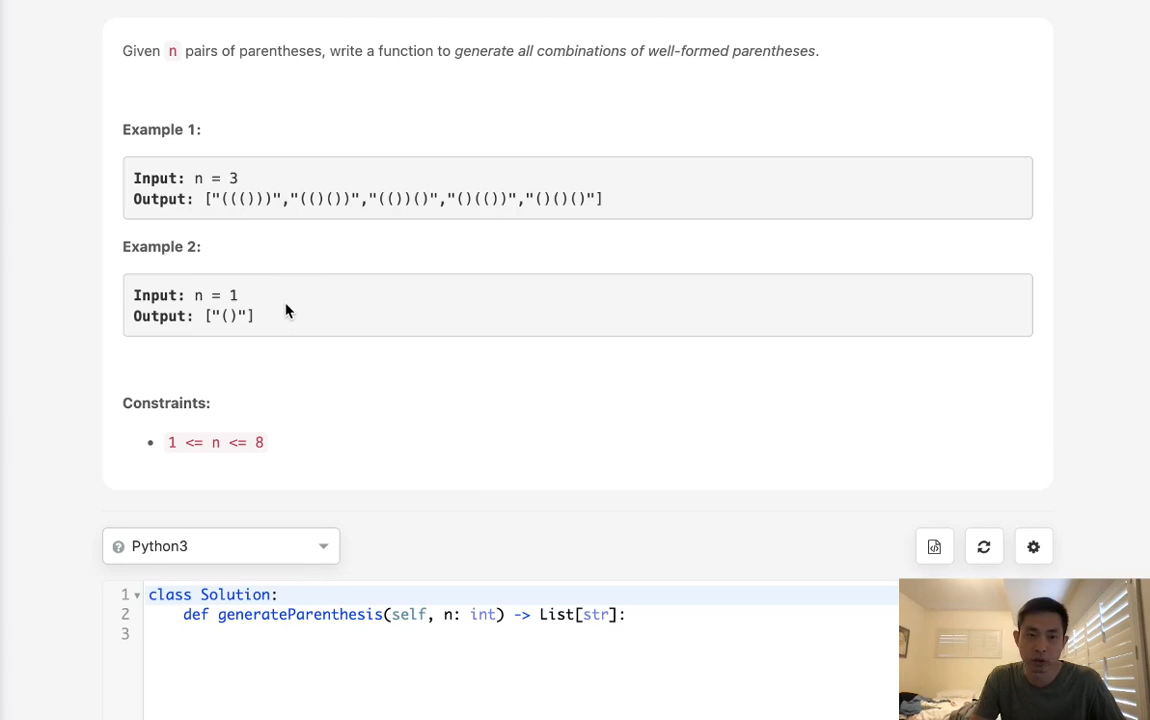 Given n pairs of parentheses, write a function to generate all combinations of well-formed parentheses.
Example 1:
Input: n = 3
Output: ["((()))","(()())","(())()","()(())","()()()"]
Example 2:
Input: n = 1
Output: ["()"]
Constraints:
1 <= n <= 8
Python3
1 class Solution:
2 def generateParenthesis(self, n: int) -> List[str]:
3